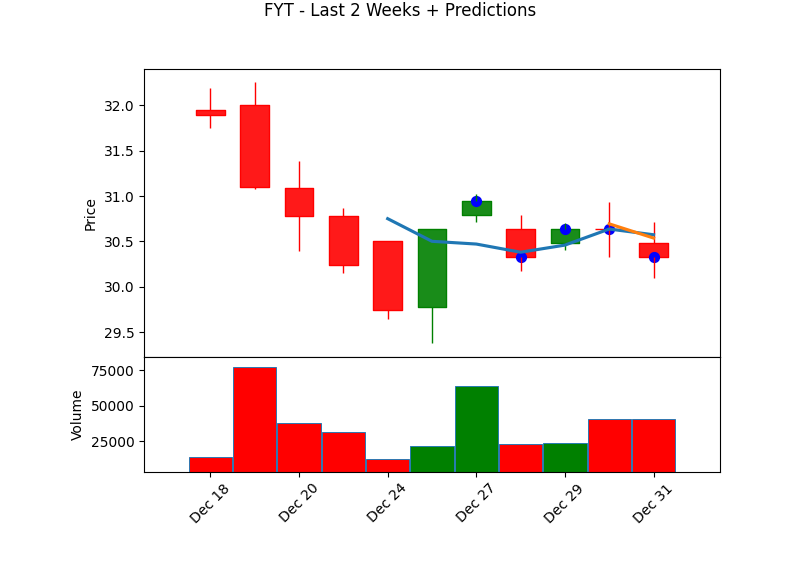 FYT - Last 2 Weeks + Predictions
Price
32.0
31.5
31.0
30.5
30.0
29.5
Volume
75000
50000
25000
Dec 18
Dec 20
Dec 24
Dec 27
Dec 29
Dec 31